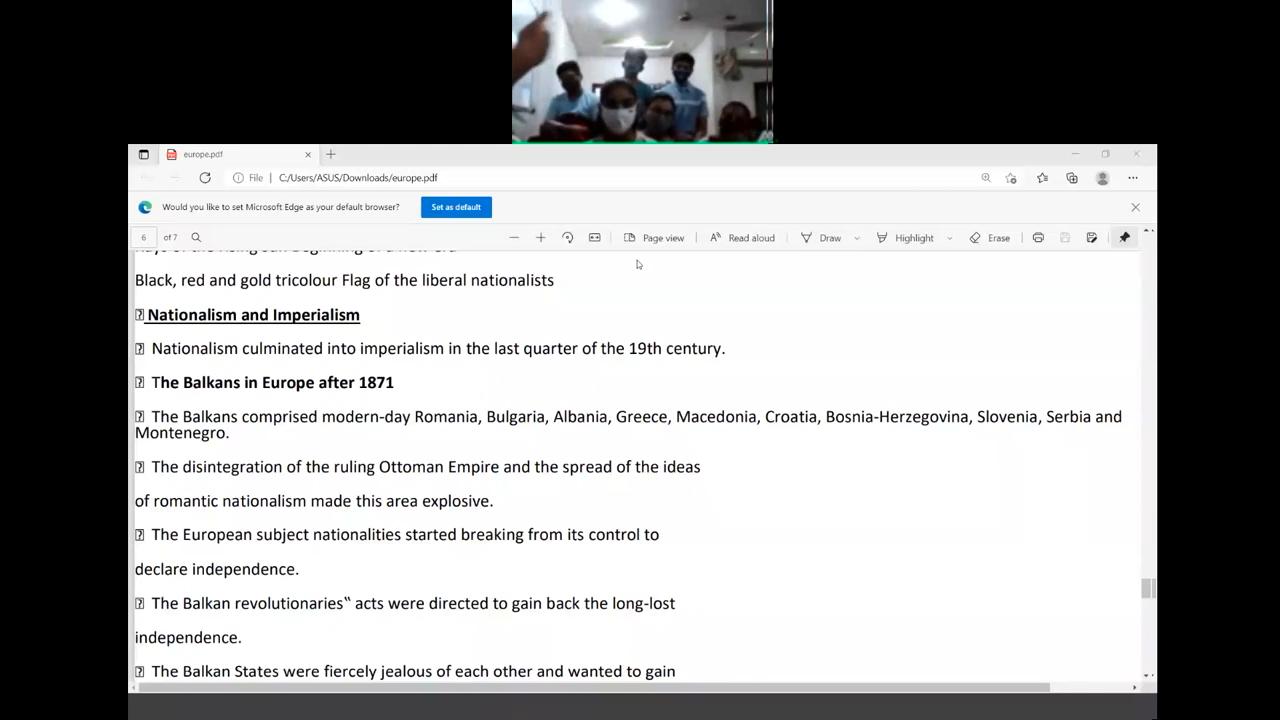 europe.pdf
File | C:/Users/ASUS/Downloads/europe.pdf
Would you like to set Microsoft Edge as your default browser? Set as default
6 of 7 Page view Read aloud Draw Highlight Erase
Black, red and gold tricolour Flag of the liberal nationalists
Nationalism and Imperialism
Nationalism culminated into imperialism in the last quarter of the 19th century.
The Balkans in Europe after 1871
The Balkans comprised modern-day Romania, Bulgaria, Albania, Greece, Macedonia, Croatia, Bosnia-Herzegovina, Slovenia, Serbia and
Montenegro.
The disintegration of the ruling Ottoman Empire and the spread of the ideas
of romantic nationalism made this area explosive.
The European subject nationalities started breaking from its control to
declare independence.
The Balkan revolutionaries‟ acts were directed to gain back the long-lost
independence.
The Balkan States were fiercely jealous of each other and wanted to gain